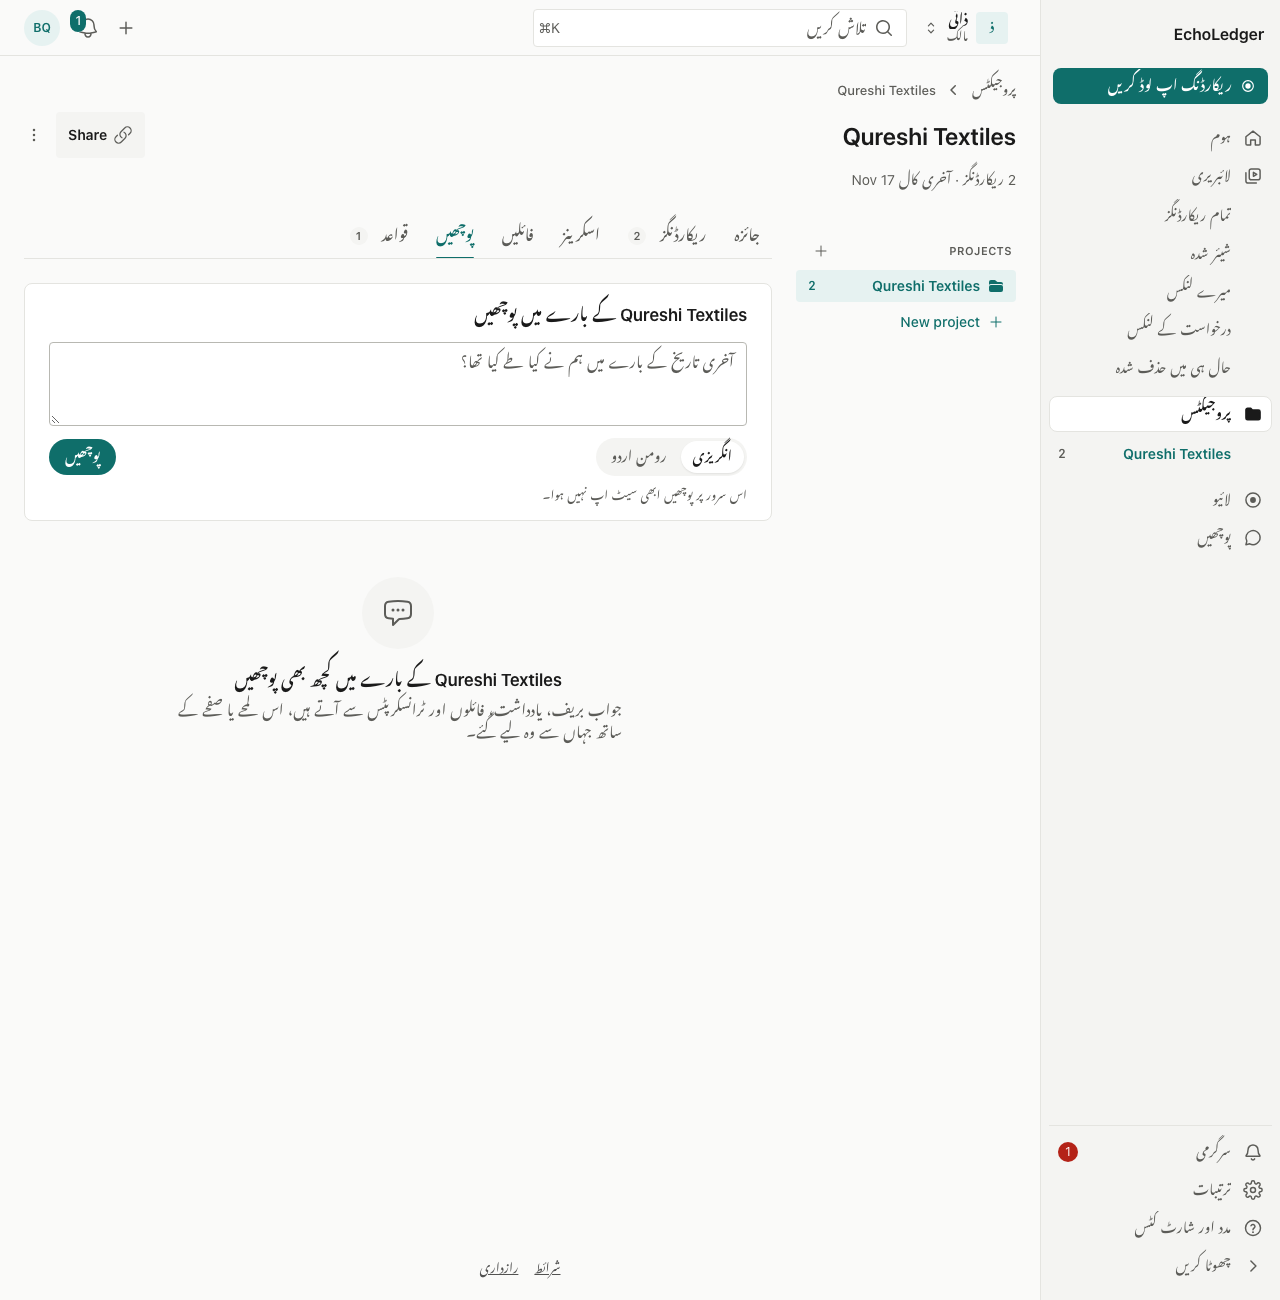 EchoLedger
ریکارڈنگ اپ لوڈ کریں
ہوم
لائبریری
تمام ریکارڈنگز
شیئر شدہ
میرے لنکس
درخواست کے لنکس
حال ہی میں حذف شدہ
پروجیکٹس
Qureshi Textiles 2
لائیو
پوچھیں
سرگرمی 1
ترتیبات
مدد اور شارٹ کٹس
چھوٹا کریں
ذ
ذاتی
مالک
تلاش کریں ⌘K
1
BQ
پروجیکٹس
Qureshi Textiles
Qureshi Textiles
Share
2 ریکارڈنگز · آخری کال Nov 17
PROJECTS
Qureshi Textiles 2
New project
جائزہ
ریکارڈنگز 2
اسکرینز
فائلیں
پوچھیں
قواعد 1
Qureshi Textiles کے بارے میں پوچھیں
آخری تاریخ کے بارے میں ہم نے کیا طے کیا تھا؟
انگریزی
رومن اردو
پوچھیں
اس سرور پر پوچھیں ابھی سیٹ اپ نہیں ہوا۔
Qureshi Textiles کے بارے میں کچھ بھی پوچھیں
جواب بریف، یادداشت، فائلوں اور ٹرانسکرپٹس سے آتے ہیں، اس لمحے یا صفحے کے
ساتھ جہاں سے وہ لیے گئے۔
شرائط
رازداری